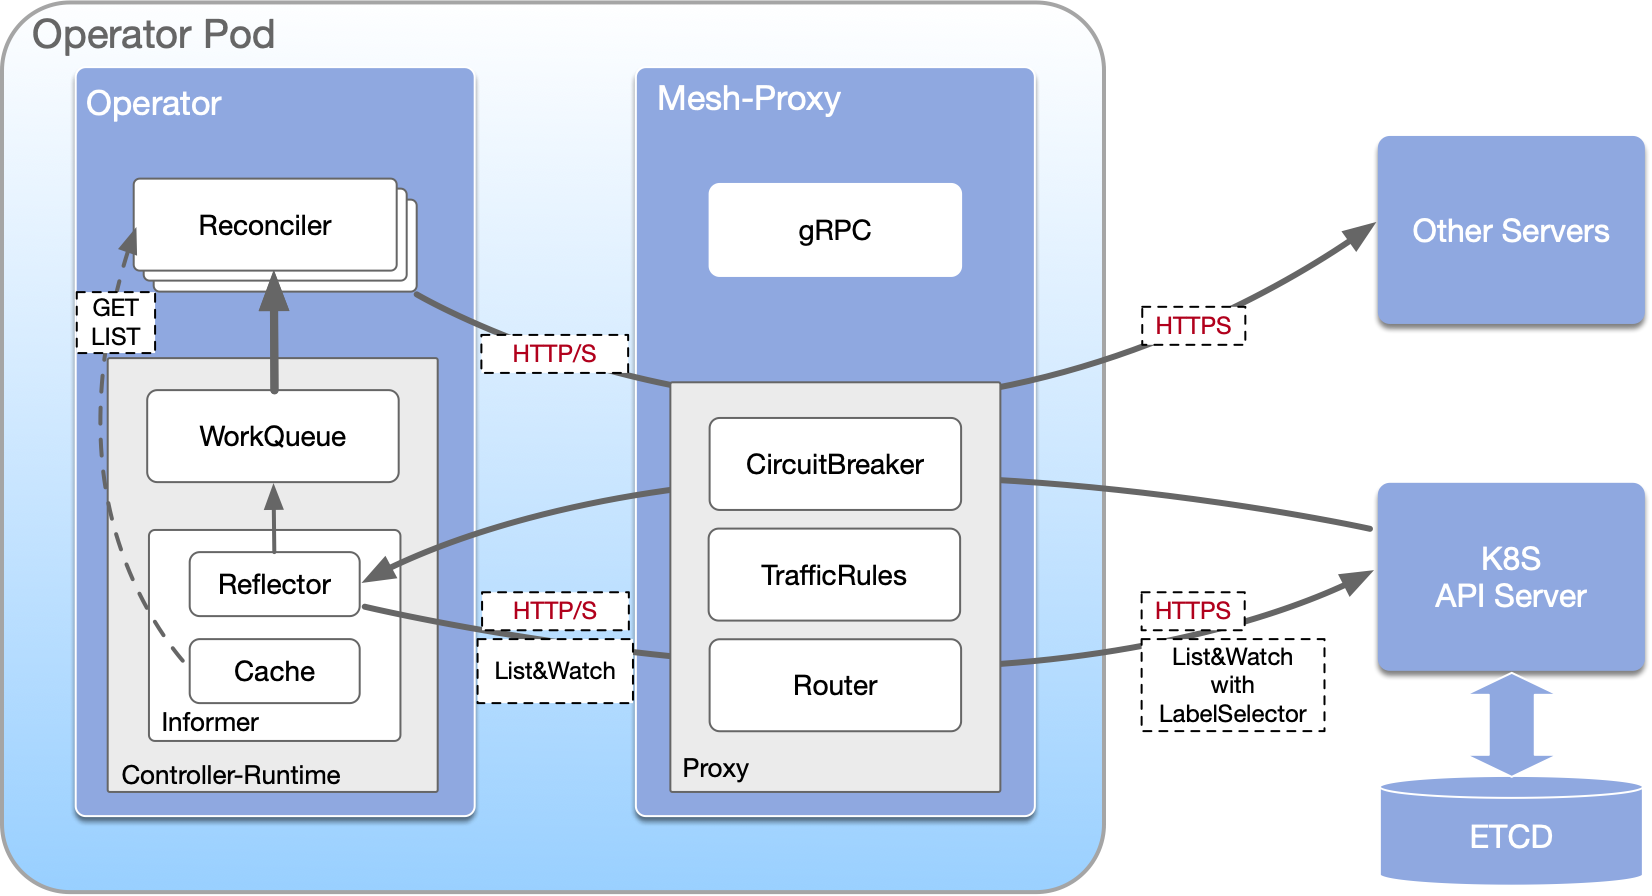 Operator Pod
Operator
Reconciler
GET
LIST
WorkQueue
Reflector
Cache
Informer
Controller-Runtime
HTTP/S
HTTP/S
List&Watch
Mesh-Proxy
gRPC
CircuitBreaker
TrafficRules
Router
Proxy
HTTPS
HTTPS
List&Watch
with
LabelSelector
Other Servers
K8S
API Server
ETCD